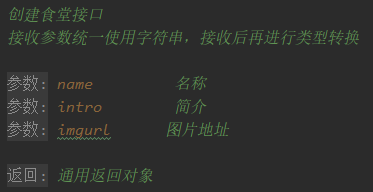 创建食堂接口
接收参数统一使用字符串，接收后再进行类型转换
参数: name 名称
参数: intro 简介
参数: imgurl 图片地址
返回: 通用返回对象